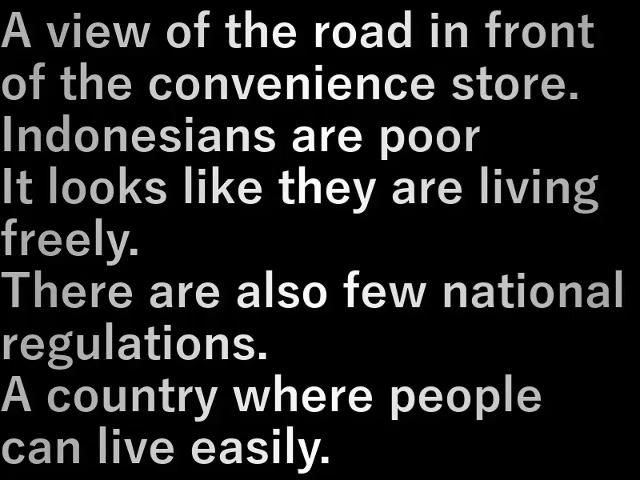 A view of the road in front
of the convenience store.
Indonesians are poor
It looks like they are living
freely.
There are also few national
regulations.
A country where people
can live easily.